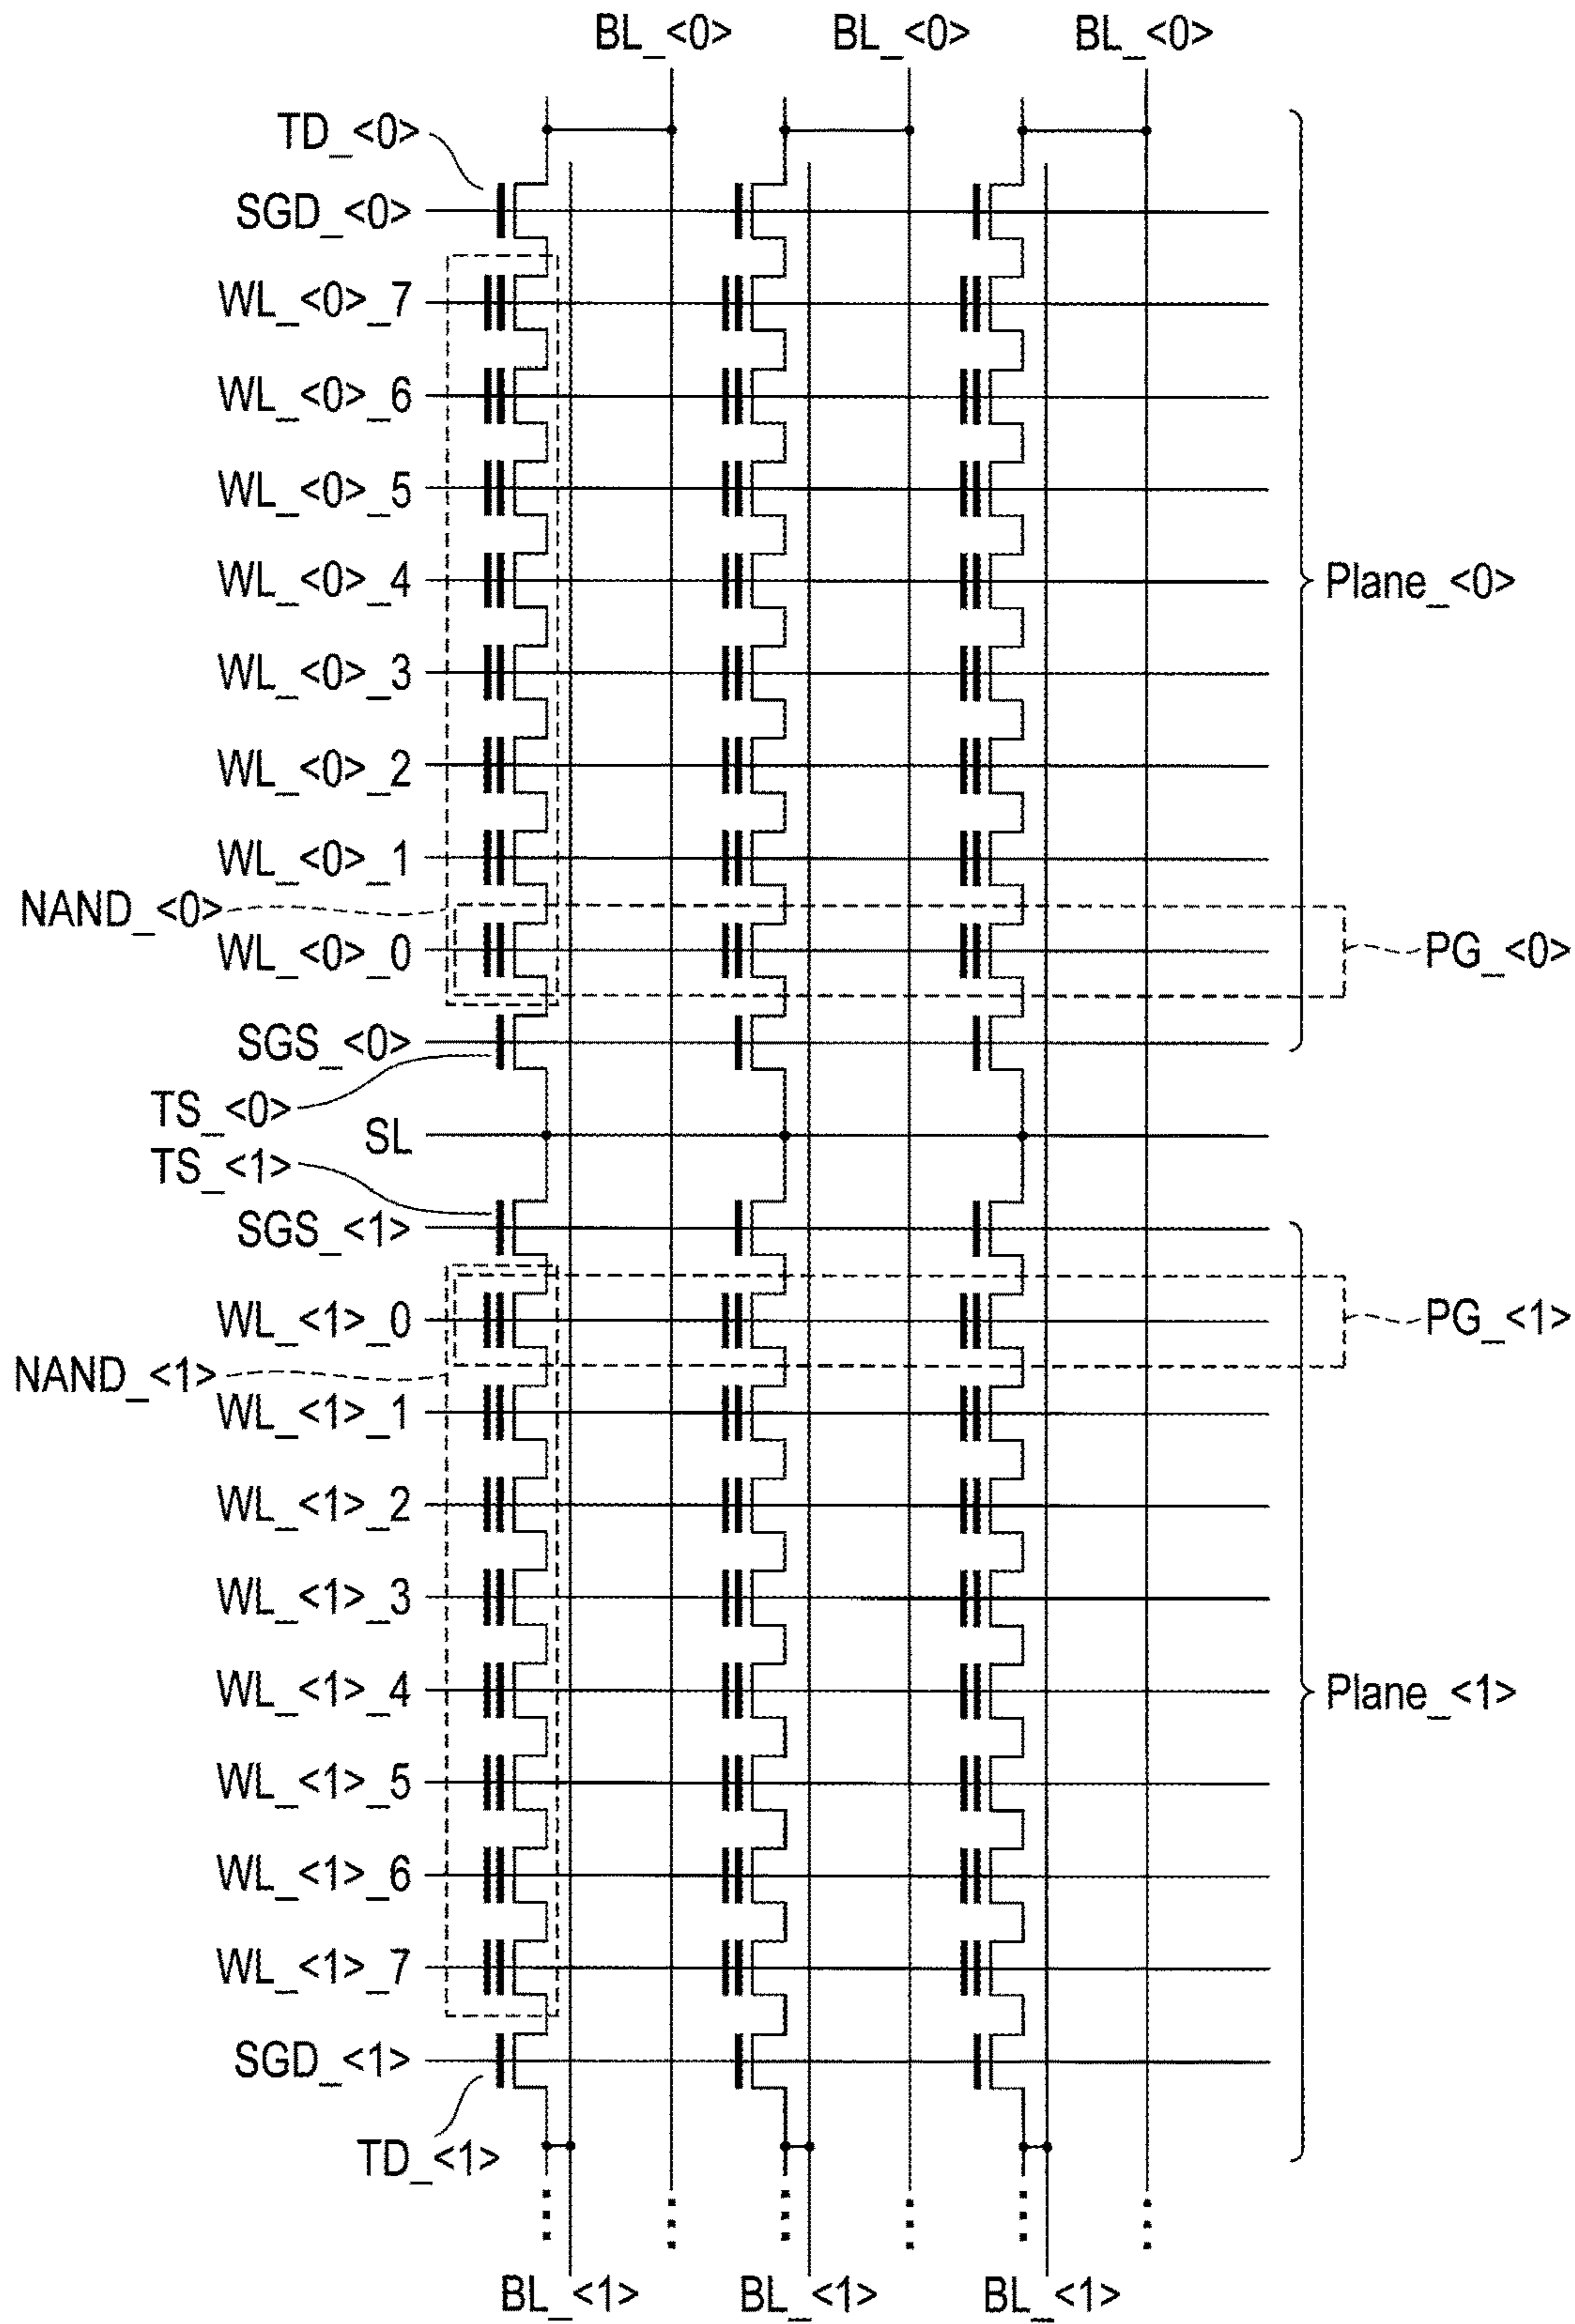 BL_<0> BL_<0> BL_<0>
TD_<0>
SGD_<0>
WL_<0>_7
WL_<0>_6
WL_<0>_5
WL_<0>_4 Plane_<0>
WL_<0>_3
WL_<0>_2
WL_<0>_1
NAND_<0>
WL_<0>_0 PG_<0>
SGS_<0>
TS_<0>
SL
TS_<1>
SGS_<1>
WL_<1>_0 PG_<1>
NAND_<1>
WL_<1>_1
WL_<1>_2
WL_<1>_3
WL_<1>_4 Plane_<1>
WL_<1>_5
WL_<1>_6
WL_<1>_7
SGD_<1>
TD_<1>
BL_<1> BL_<1> BL_<1>